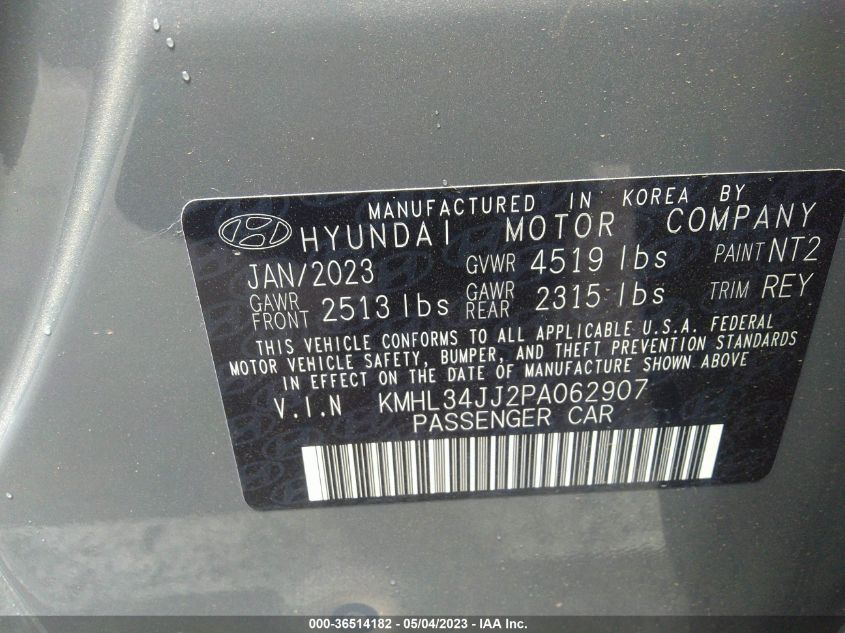 MANUFACTURED IN KOREA BY
HYUNDAI MOTOR COMPANY
JAN/2023 GVWR 4519 lbs PAINT NT2
GAWR FRONT 2513 lbs GAWR REAR 2315 lbs TRIM REY
THIS VEHICLE CONFORMS TO ALL APPLICABLE U.S.A. FEDERAL
MOTOR VEHICLE SAFETY, BUMPER, AND THEFT PREVENTION STANDARDS
IN EFFECT ON THE DATE OF MANUFACTURE SHOWN ABOVE
V.I.N KMHL34JJ2PA062907
PASSENGER CAR
000-36514182 - 05/04/2023 - IAA Inc.